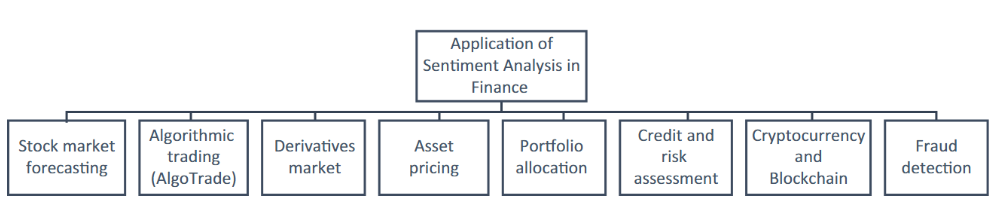 Application of
Sentiment Analysis in
Finance
Stock market
forecasting
Algorithmic
trading
(AlgoTrade)
Derivatives
market
Asset
pricing
Portfolio
allocation
Credit and
risk
assessment
Cryptocurrency
and
Blockchain
Fraud
detection